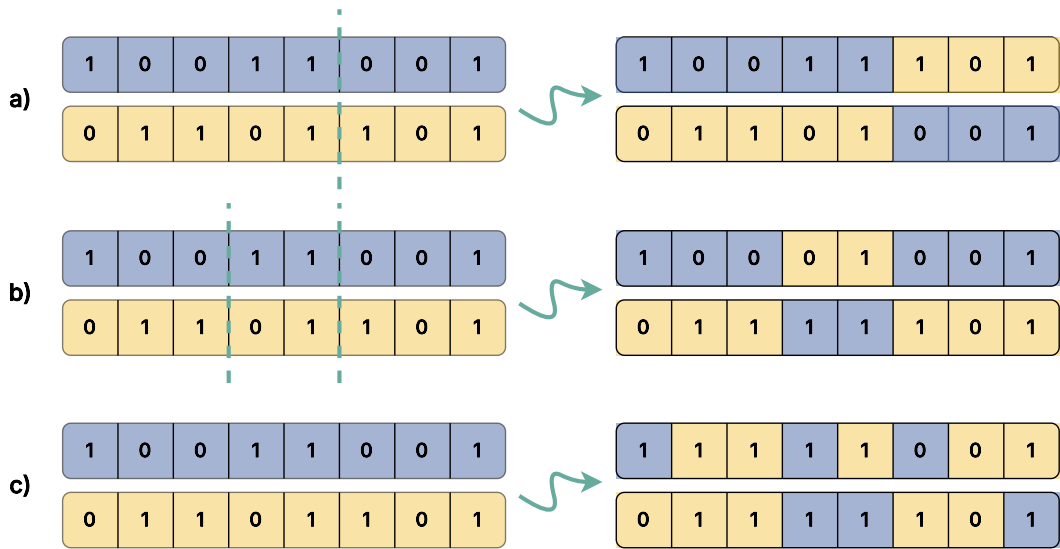 1 0 0 1 1 0 0 1 1 0 0 1 1 1 0 1
a)
0 1 1 0 1 1 0 1 0 1 1 0 1 0 0 1
1 0 0 1 1 0 0 1 1 0 0 0 1 0 0 1
b)
0 1 1 0 1 1 0 1 0 1 1 1 1 1 0 1
1 0 0 1 1 0 0 1 1 1 1 1 1 0 0 1
c)
0 1 1 0 1 1 0 1 0 1 1 1 1 1 0 1